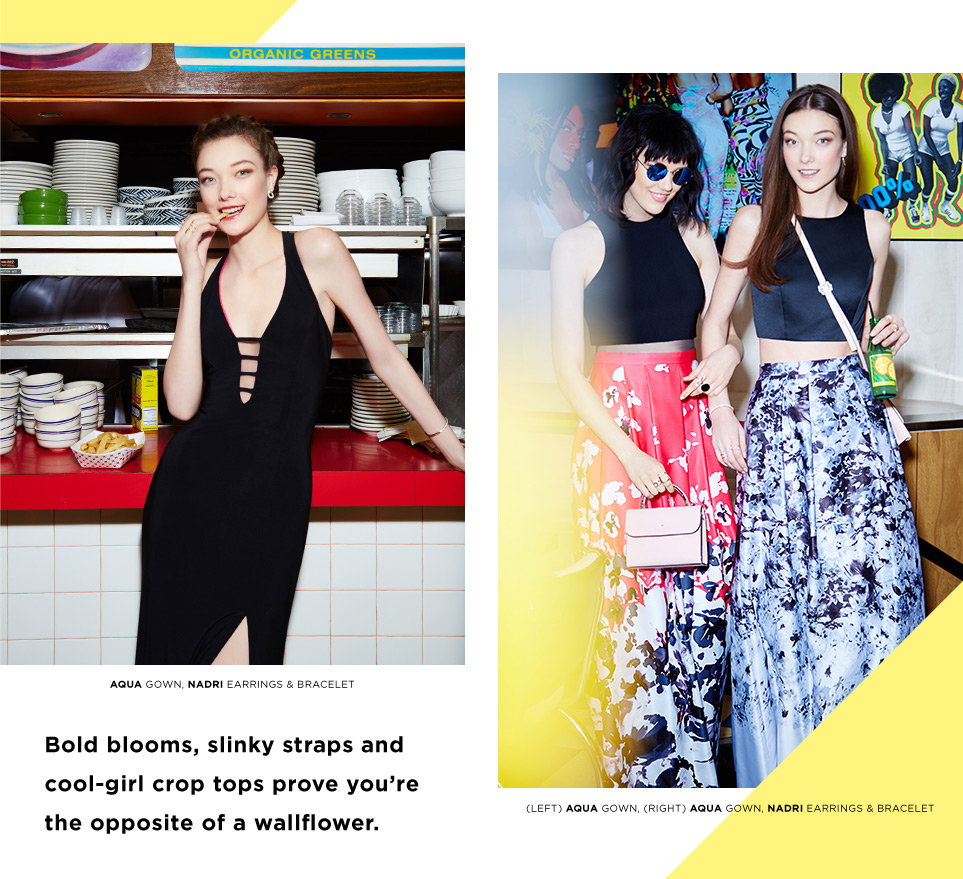 ORGANIC GREENS
00%
AQUA GOWN, NADRI EARRINGS & BRACELET
Bold blooms, slinky straps and
cool-girl crop tops prove you’re
the opposite of a wallflower.
(LEFT) AQUA GOWN, (RIGHT) AQUA GOWN, NADRI EARRINGS & BRACELET